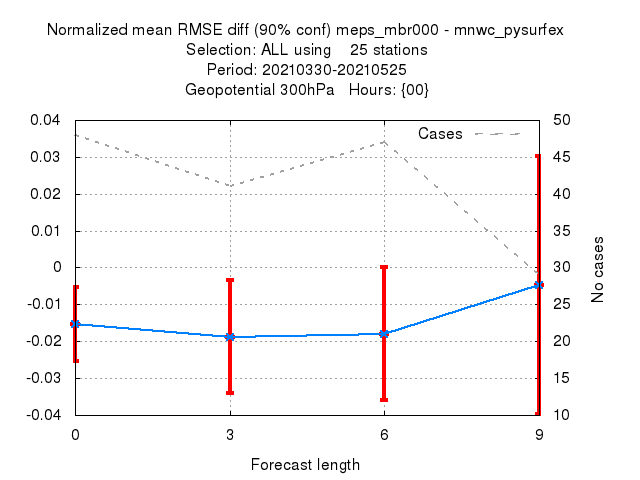 Normalized mean RMSE diff (90% conf) meps_mbr000 - mnwc_pysurfex
Selection: ALL using    25 stations
Period: 20210330-20210525
Geopotential 300hPa   Hours: {00}
0.04
0.03
0.02
0.01
0
-0.01
-0.02
-0.03
-0.04
Cases
50
45
40
35
30
25
20
15
10
No cases
0 3 6 9
Forecast length